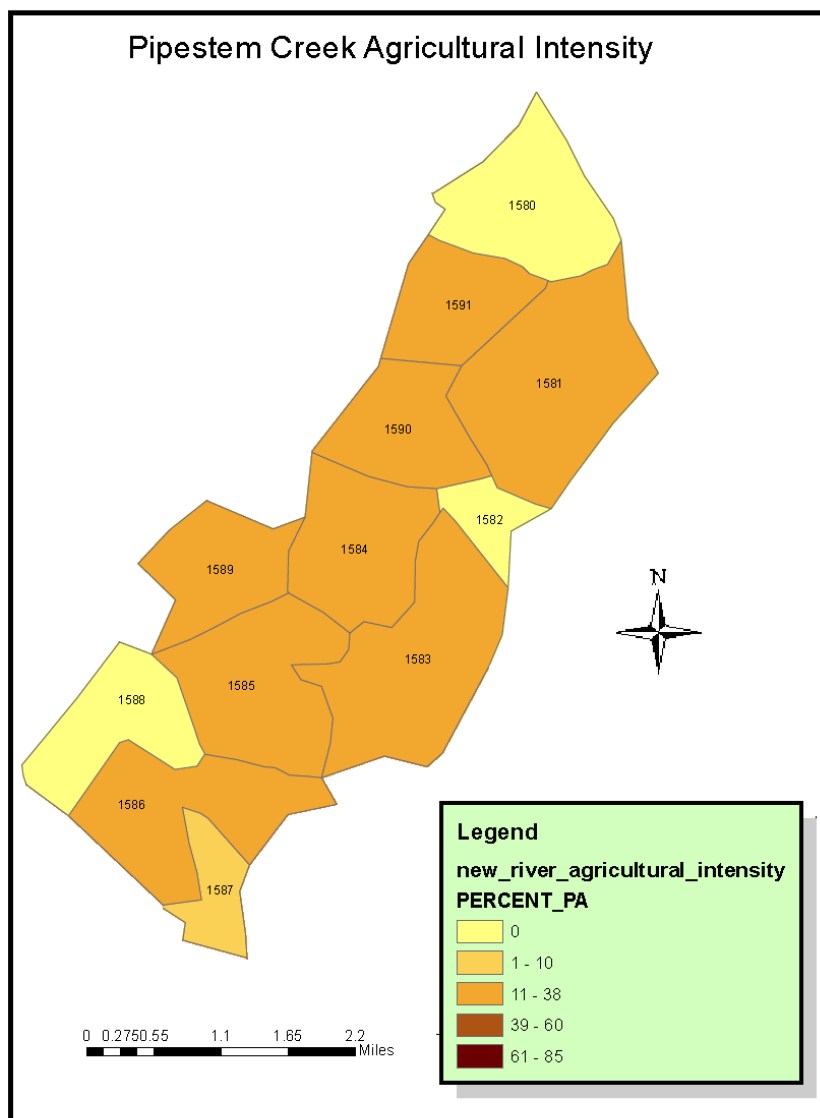 Pipestem Creek Agricultural Intensity
1580
1591
1581
1590
1582
1584
1589
1583
1585
1588
1586
1587
N
0 0.275 0.55 1.1 1.65 2.2
Miles
Legend
new_river_agricultural_intensity
PERCENT_PA
0
1 - 10
11 - 38
39 - 60
61 - 85